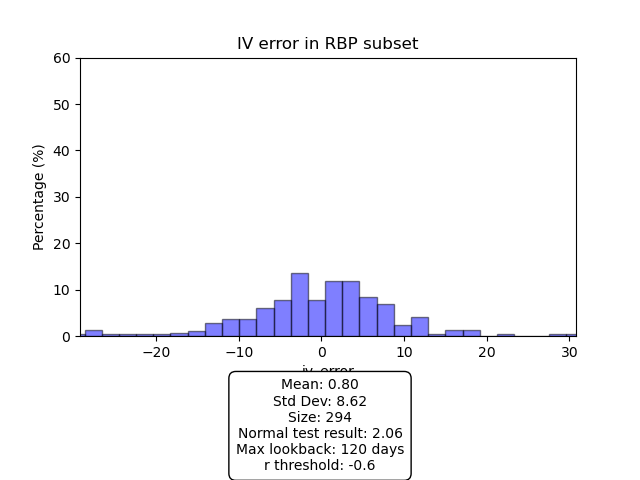 IV error in RBP subset
60
50
40
30
20
10
0
Percentage (%)
−20
−10
0
10
20
30
iv_error
Mean: 0.80
Std Dev: 8.62
Size: 294
Normal test result: 2.06
Max lookback: 120 days
r threshold: -0.6